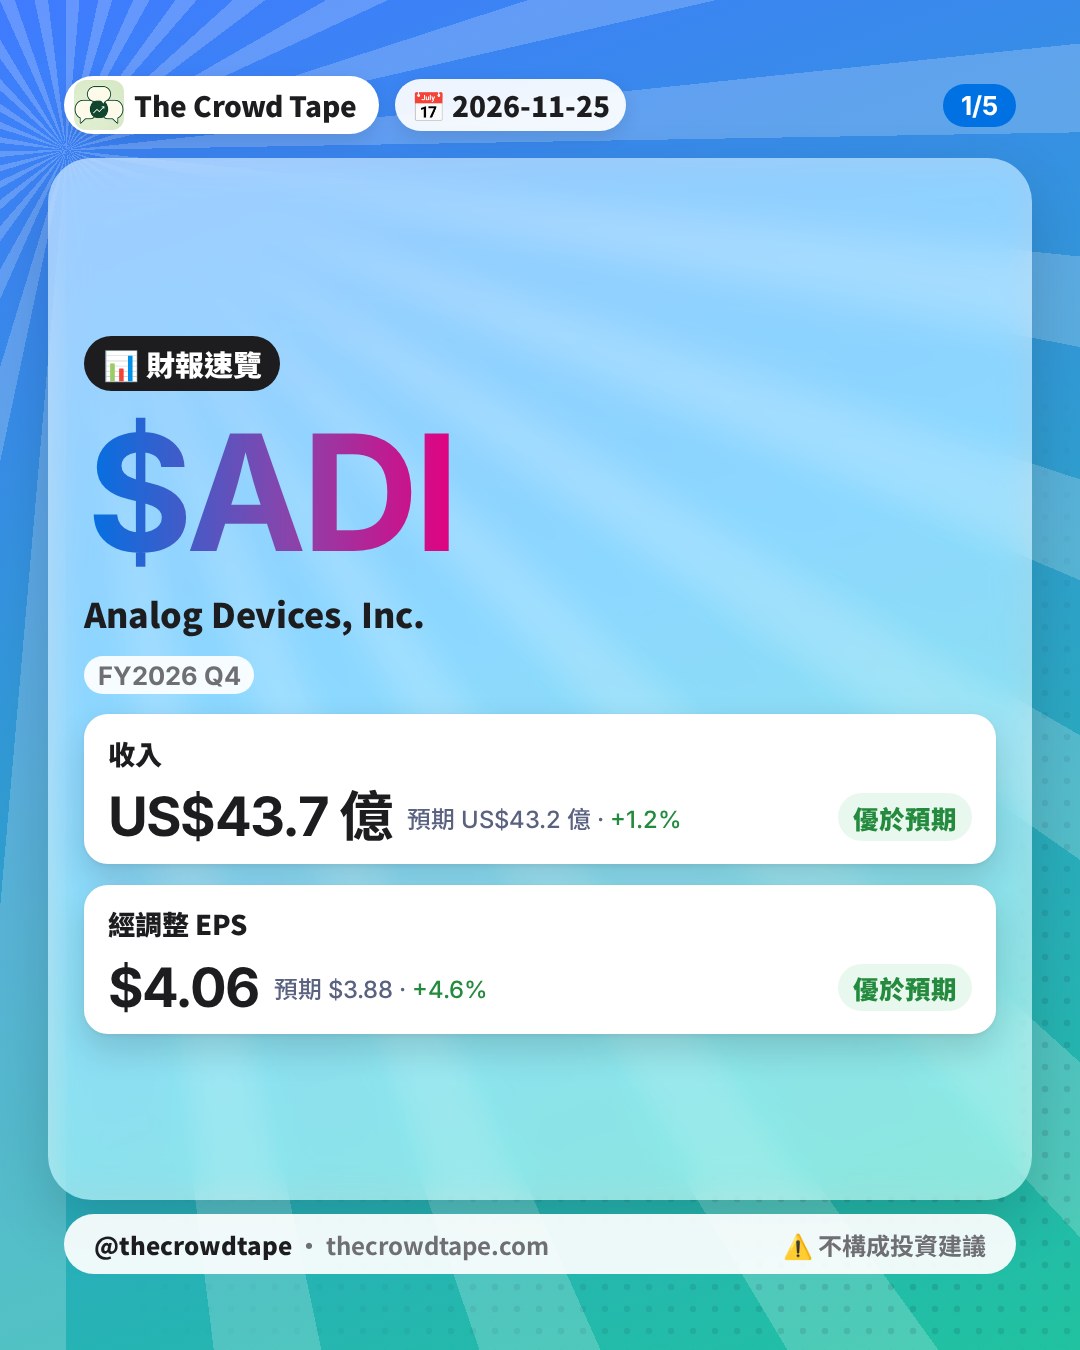 The Crowd Tape
📅 2026-11-25
1/5
📊 財報速覽
$ADI
Analog Devices, Inc.
FY2026 Q4
收入
US$43.7 億 預期 US$43.2 億 · +1.2% 優於預期
經調整 EPS
$4.06 預期 $3.88 · +4.6% 優於預期
@thecrowdtape • thecrowdtape.com
⚠️ 不構成投資建議